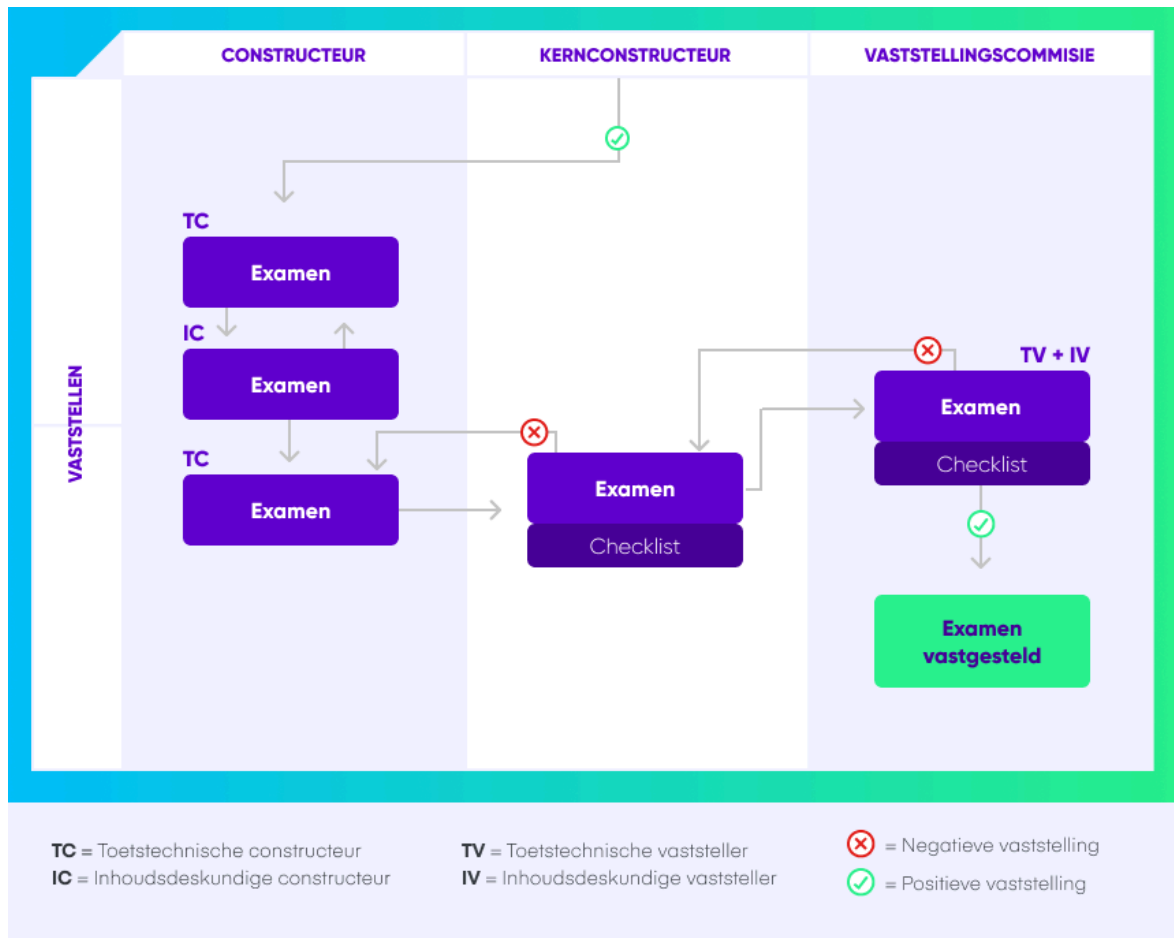 CONSTRUCTEUR
KERNCONSTRUCTEUR
VASTSTELLINGSCOMMISIE
VASTSTELLEN
TC
Examen
IC
Examen
TC
Examen
Examen
Checklist
TV + IV
Examen
Checklist
Examen
vastgesteld
TC = Toetstechnische constructeur
IC = Inhoudsdeskundige constructeur
TV = Toetstechnische vaststeller
IV = Inhoudsdeskundige vaststeller
= Negatieve vaststelling
= Positieve vaststelling